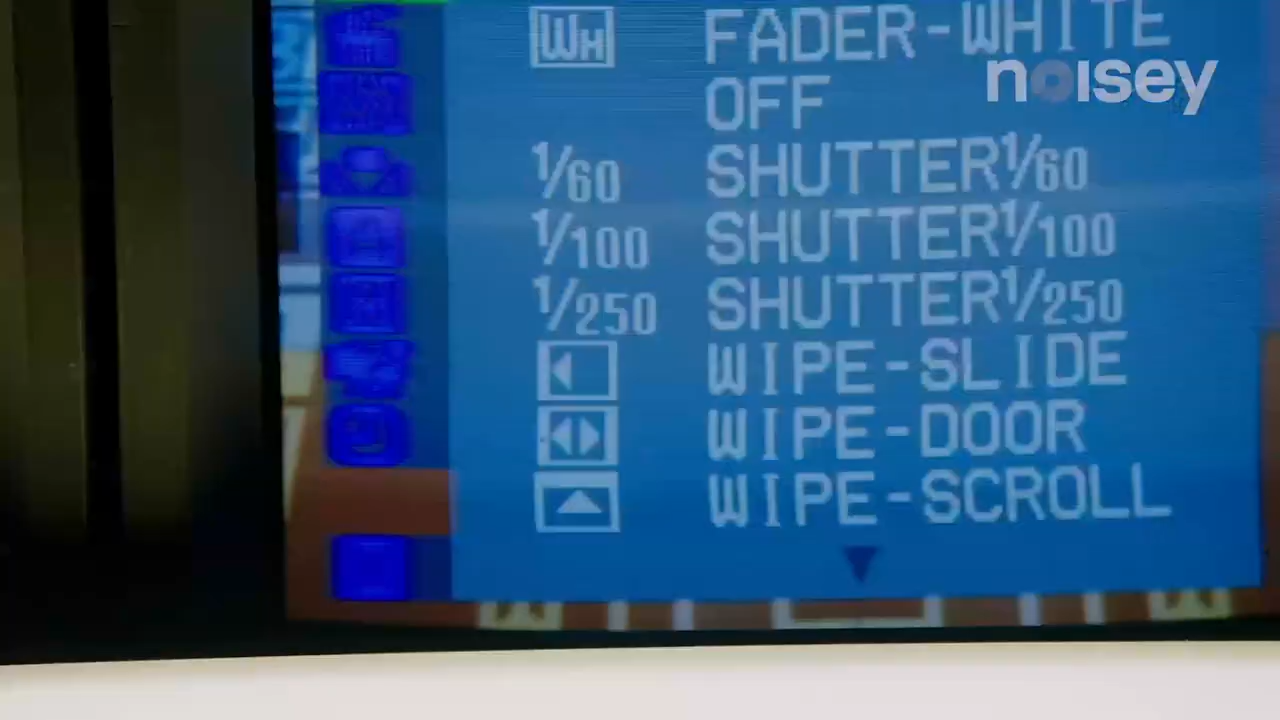 WH FADER-WHITE
noisey
OFF
1/60 SHUTTER1/60
1/100 SHUTTER1/100
1/250 SHUTTER1/250
WIPE-SLIDE
WIPE-DOOR
WIPE-SCROLL